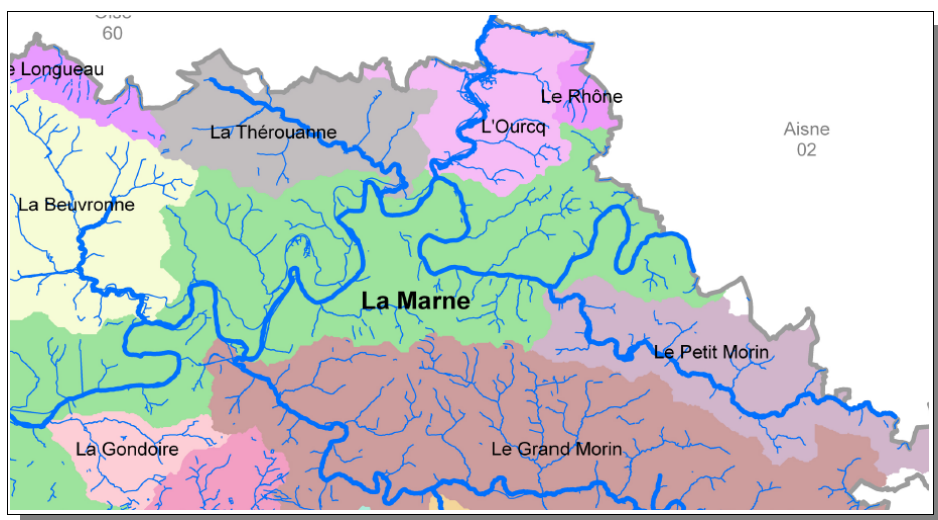 Oise
60
e Longueau
Le Rhône
L'Ourcq
La Thérouanne
Aisne
02
La Beuvronne
La Marne
Le Petit Morin
La Gondoire
Le Grand Morin